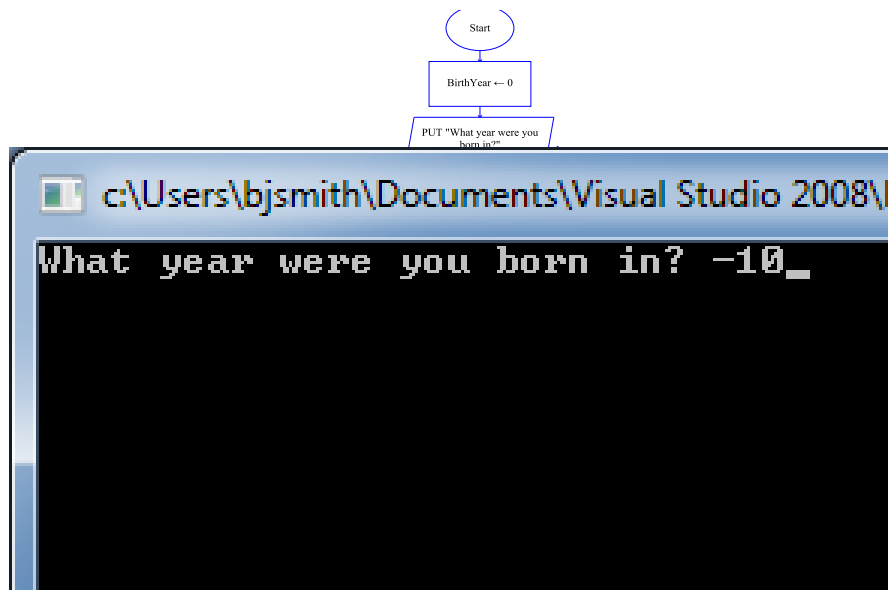 Start
BirthYear ← 0
PUT "What year were you
born in?"
c:\Users\bjsmith\Documents\Visual Studio 2008\
What year were you born in? -10_